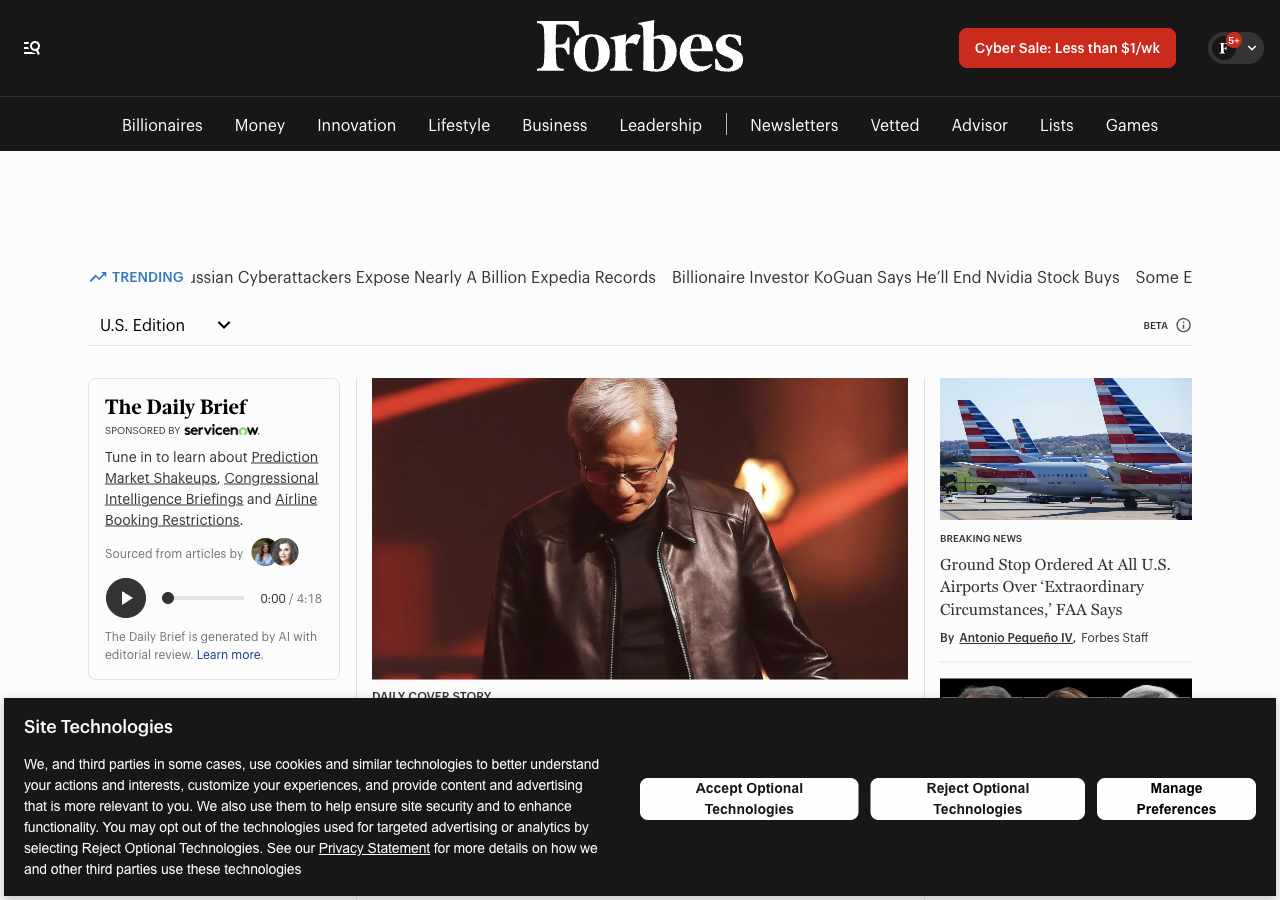 Forbes
Cyber Sale: Less than $1/wk
F
5+
Billionaires
Money
Innovation
Lifestyle
Business
Leadership
Newsletters
Vetted
Advisor
Lists
Games
TRENDING
ussian Cyberattackers Expose Nearly A Billion Expedia Records
Billionaire Investor KoGuan Says He’ll End Nvidia Stock Buys
Some E
U.S. Edition
BETA
The Daily Brief
SPONSORED BY servicenow.
Tune in to learn about Prediction
Market Shakeups, Congressional
Intelligence Briefings and Airline
Booking Restrictions.
Sourced from articles by
0:00 / 4:18
The Daily Brief is generated by AI with
editorial review. Learn more.
DAILY COVER STORY
BREAKING NEWS
Ground Stop Ordered At All U.S.
Airports Over ‘Extraordinary
Circumstances,’ FAA Says
By Antonio Pequeño IV, Forbes Staff
Site Technologies
We, and third parties in some cases, use cookies and similar technologies to better understand
your actions and interests, customize your experiences, and provide content and advertising
that is more relevant to you. We also use them to help ensure site security and to enhance
functionality. You may opt out of the technologies used for targeted advertising or analytics by
selecting Reject Optional Technologies. See our Privacy Statement for more details on how we
and other third parties use these technologies
Accept Optional
Technologies
Reject Optional
Technologies
Manage
Preferences